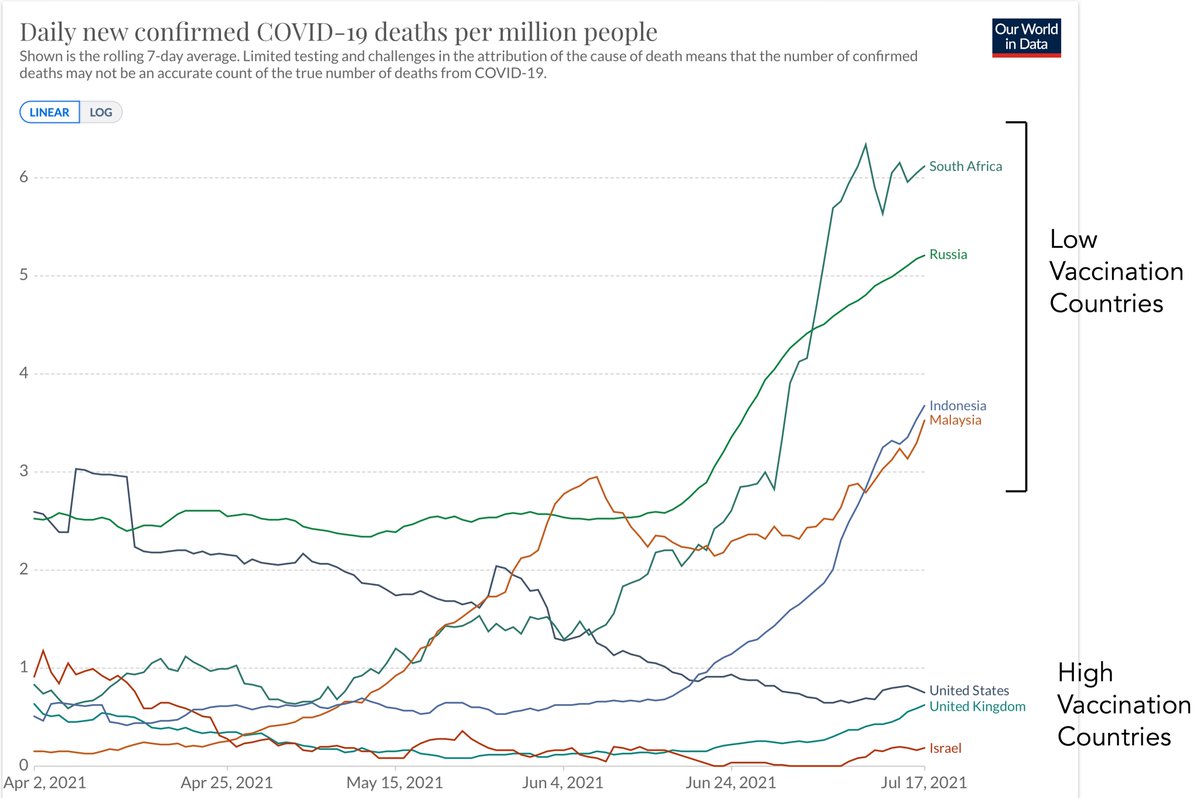 Daily new confirmed COVID-19 deaths per million people
Shown is the rolling 7-day average. Limited testing and challenges in the attribution of the cause of death means that the number of confirmed
deaths may not be an accurate count of the true number of deaths from COVID-19.
Our World
in Data
LINEAR LOG
6
5
4
3
2
1
0
South Africa
Russia
Indonesia
Malaysia
United States
United Kingdom
Israel
Low
Vaccination
Countries
High
Vaccination
Countries
Apr 2, 2021 Apr 25, 2021 May 15, 2021 Jun 4, 2021 Jun 24, 2021 Jul 17, 2021